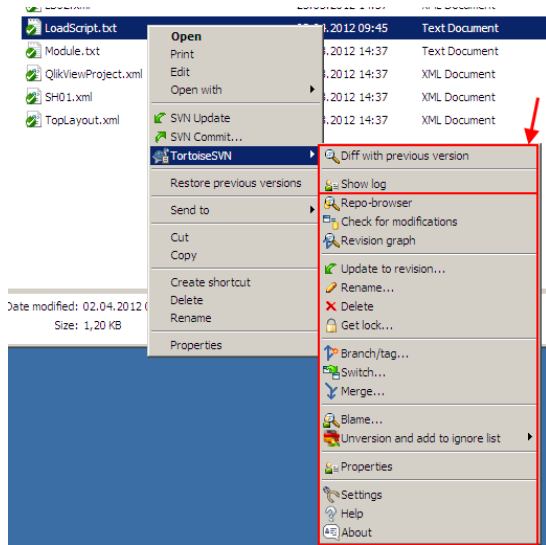 LoadScript.txt 09:45 Text Document
Module.txt .2012 14:37 Text Document
QlikViewProject.xml .2012 14:37 XML Document
SH01.xml .2012 14:37 XML Document
TopLayout.xml .2012 14:37 XML Document
Open
Print
Edit
Open with
SVN Update
SVN Commit...
TortoiseSVN
Restore previous versions
Send to
Cut
Copy
Create shortcut
Delete
Rename
Properties
Diff with previous version
Show log
Repo-browser
Check for modifications
Revision graph
Update to revision...
Rename...
Delete
Get lock...
Branch/tag...
Switch...
Merge...
Blame...
Unversion and add to ignore list
Properties
Settings
Help
About
Date modified: 02.04.2012
Size: 1,20 KB